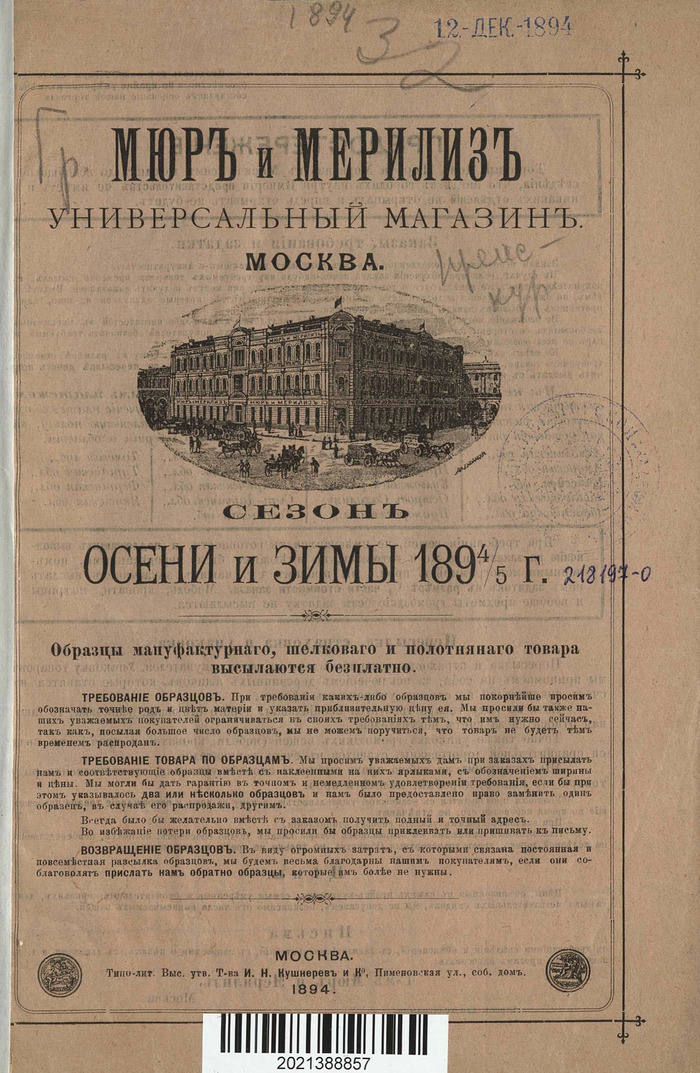 1894
12.-ДЕК.-1894
32
Гр
МЮРЪ и МЕРИЛИЗЪ
УНИВЕРСАЛЬНЫЙ МАГАЗИНЪ.
МОСКВА.
прейс-
кур
СЕЗОНЪ
ОСЕНИ и ЗИМЫ 189⁴/₅ г.
218197-0
Образцы мануфактурнаго, шелковаго и полотнянаго товара
высылаются безплатно.
ТРЕБОВАНІЕ ОБРАЗЦОВЪ. При требованіи какихъ-либо образцовъ мы покорнѣйше просимъ
обозначать точнѣе родъ и цвѣтъ матеріи и указать приблизительную цѣну ея. Мы просили бы также на-
шихъ уважаемыхъ покупателей ограничиваться въ своихъ требованіяхъ тѣмъ, что имъ нужно сейчасъ,
такъ какъ, посылая большое число образцовъ, мы не можемъ поручиться, что товаръ не будетъ тѣмъ
временемъ распроданъ.
ТРЕБОВАНІЕ ТОВАРА ПО ОБРАЗЦАМЪ. Мы просимъ уважаемыхъ дамъ при заказахъ присылать
намъ и соотвѣтствующіе образцы вмѣстѣ съ наклеенными на нихъ ярлыками, съ обозначеніемъ ширины
и цѣны. Мы могли бы дать гарантію въ точномъ и немедленномъ удовлетвореніи требованія, если бы при
этомъ указывалось два или нѣсколько образцовъ и намъ было предоставлено право замѣнить одинъ
образецъ, въ случаѣ его распродажи, другимъ.
Всегда было бы желательно вмѣстѣ съ заказомъ получить полный и точный адресъ.
Во избѣжаніе потери образцовъ, мы просили бы образцы приклеивать или пришивать къ письму.
ВОЗВРАЩЕНІЕ ОБРАЗЦОВЪ. Въ виду огромныхъ затратъ, съ которыми связана постоянная и
повсемѣстная разсылка образцовъ, мы будемъ весьма благодарны нашимъ покупателямъ, если они со-
благоволятъ прислать намъ обратно образцы, которые имъ болѣе не нужны.
МОСКВА.
Типо-лит. Выс. утв. Т-ва И. Н. Кушнеревъ и Кº, Пименовская ул., соб. домъ.
1894.
2021388857